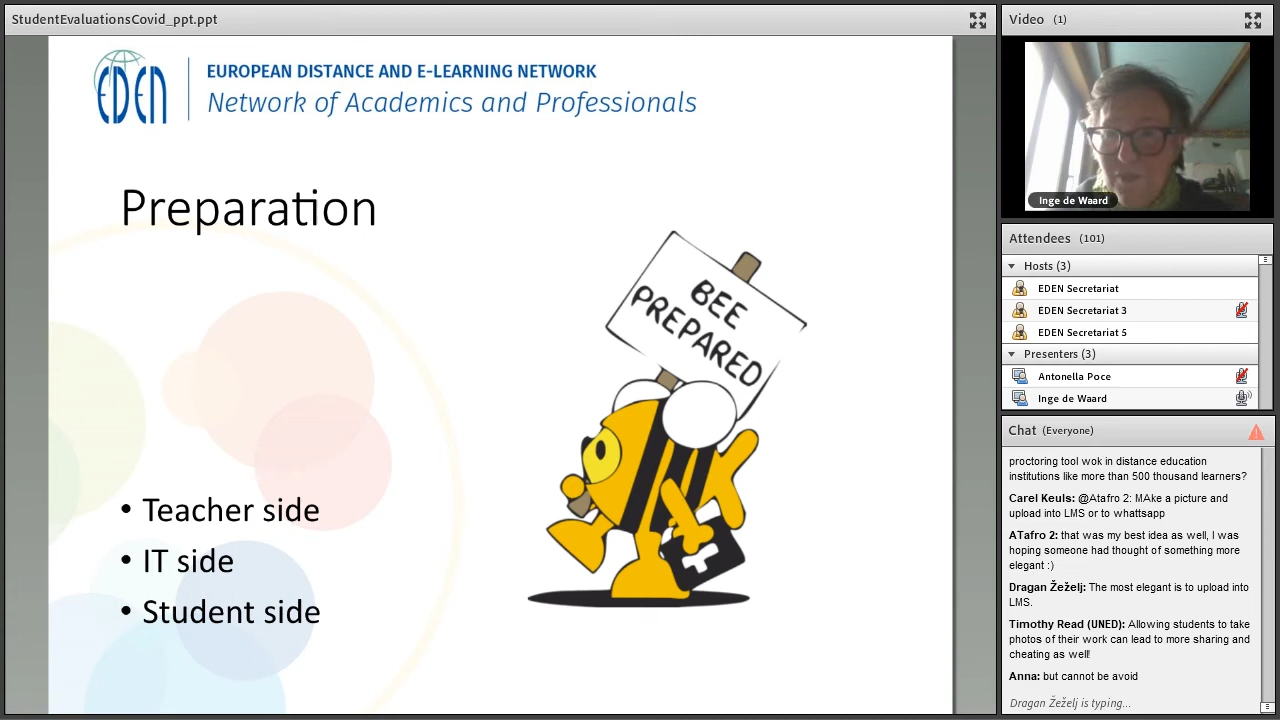 StudentEvaluationsCovid_ppt.ppt
EDEN
EUROPEAN DISTANCE AND E-LEARNING NETWORK
Network of Academics and Professionals
Preparation
BEE
PREPARED
• Teacher side
• IT side
• Student side
Video (1)
Inge de Waard
Attendees (101)
Hosts (3)
EDEN Secretariat
EDEN Secretariat 3
EDEN Secretariat 5
Presenters (3)
Antonella Poce
Inge de Waard
Chat (Everyone)
proctoring tool wok in distance education
institutions like more than 500 thousand learners?
Carel Keuls: @Atafro 2: MAke a picture and
upload into LMS or to whattsapp
ATafro 2: that was my best idea as well, I was
hoping someone had thought of something more
elegant :)
Dragan Žeželj: The most elegant is to upload into
LMS.
Timothy Read (UNED): Allowing students to take
photos of their work can lead to more sharing and
cheating as well!
Anna: but cannot be avoid
Dragan Žeželj is typing...